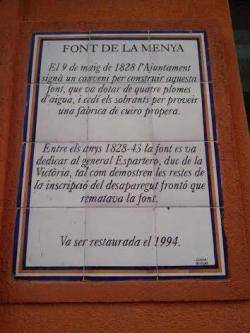 FONT DE LA MENYA
El 9 de maig de 1828 l'Ajuntament
signà un conveni per construir aquesta
font, que va dotar de quatre plomes
d'aigua, i cedí els sobrants per proveir
una fàbrica de cuiro propera.
Entre els anys 1828-43 la font es va
dedicar al general Espartero, duc de la
Victòria, tal com demostren les restes de
la inscripció del desaparegut frontó que
rematava la font.
Va ser restaurada el 1994.